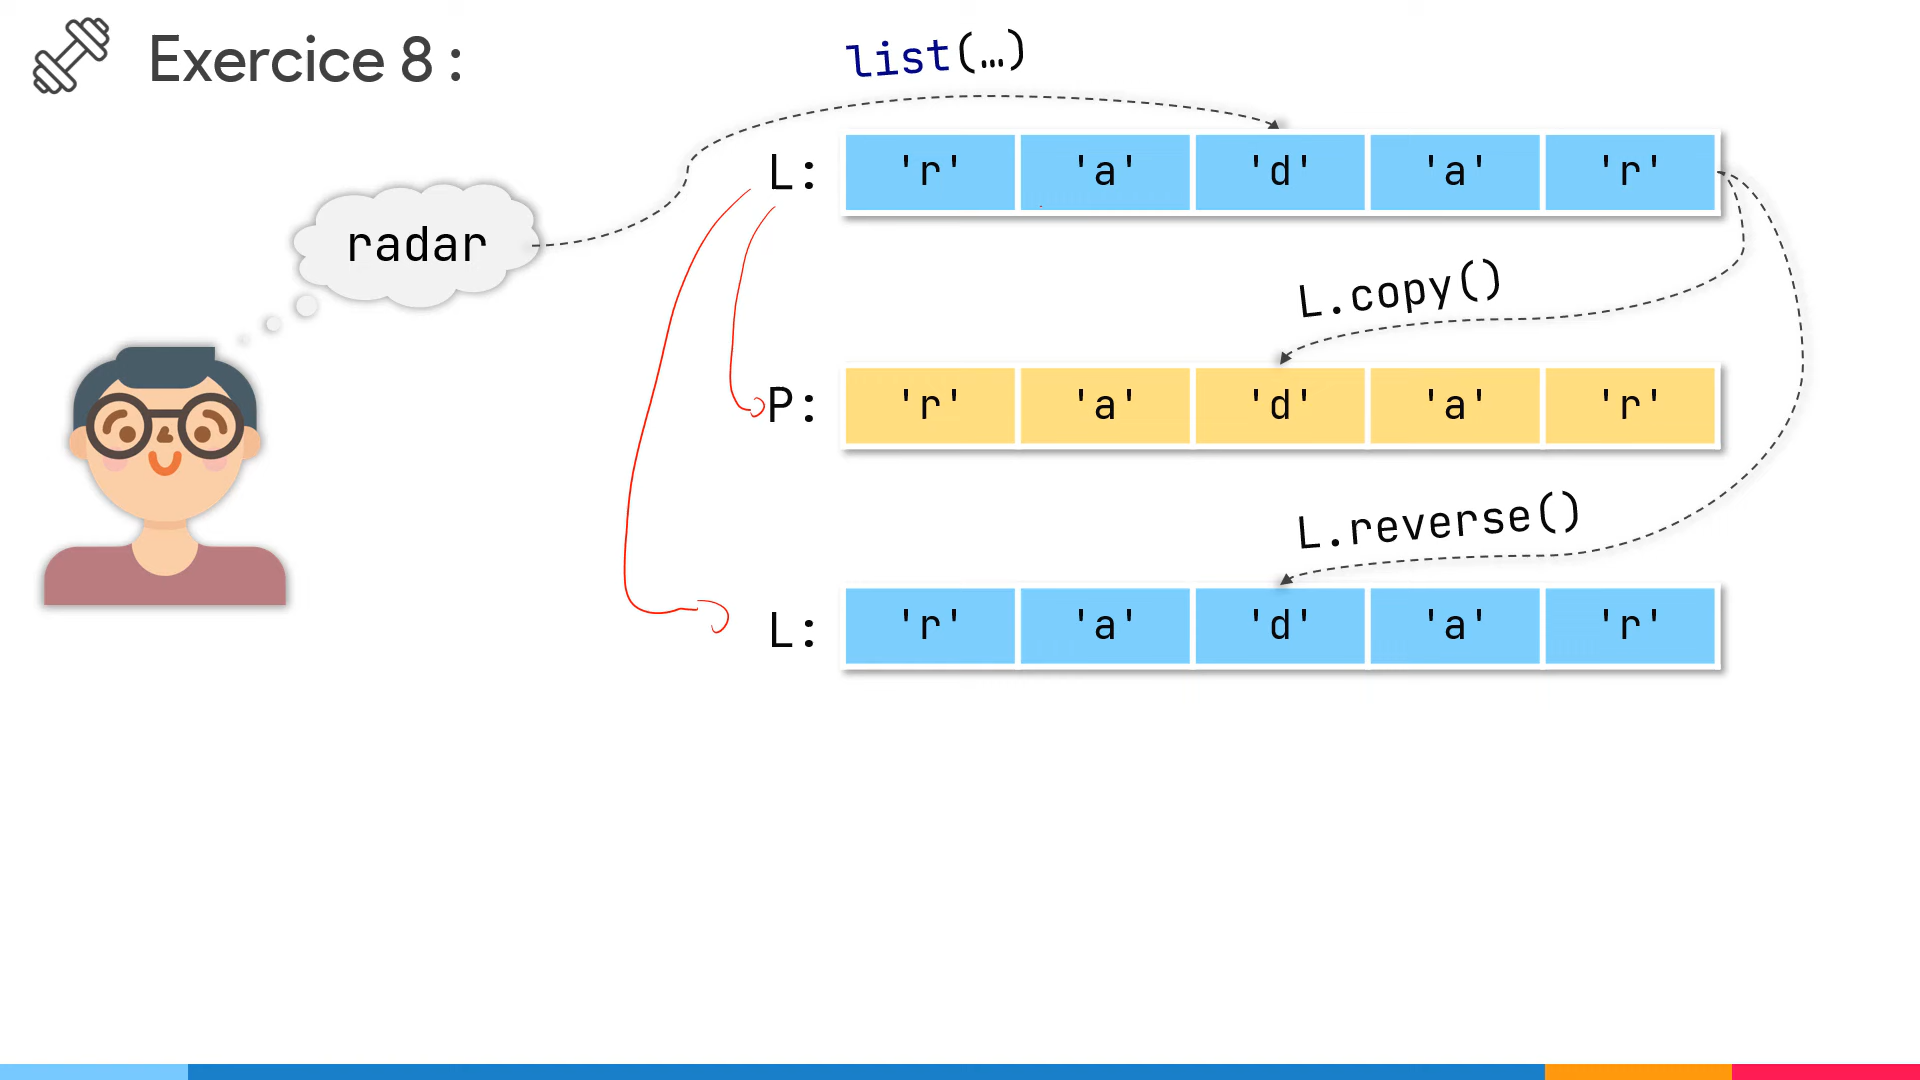 Exercice 8 :
list(…)
L: 'r' 'a' 'd' 'a' 'r'
radar
L.copy()
P: 'r' 'a' 'd' 'a' 'r'
L.reverse()
L: 'r' 'a' 'd' 'a' 'r'